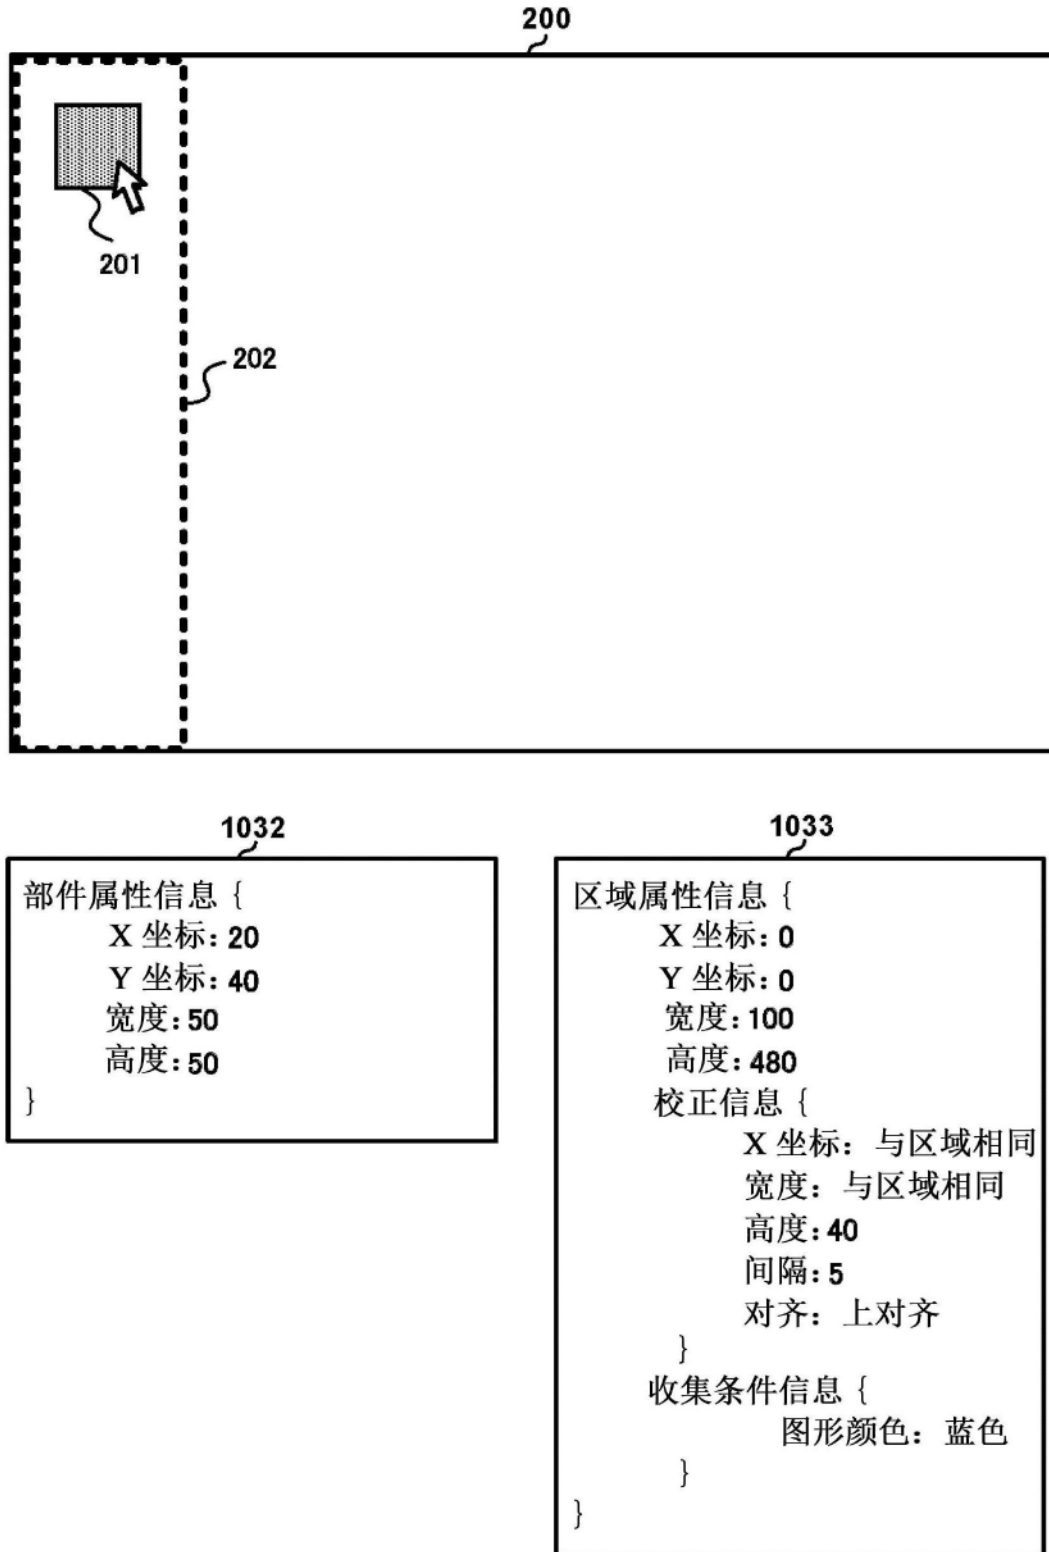 200
201
202
1032
部件属性信息 {
X 坐标: 20
Y 坐标: 40
宽度: 50
高度: 50
}
1033
区域属性信息 {
X 坐标: 0
Y 坐标: 0
宽度: 100
高度: 480
校正信息 {
X 坐标: 与区域相同
宽度: 与区域相同
高度: 40
间隔: 5
对齐: 上对齐
}
收集条件信息 {
图形颜色: 蓝色
}
}